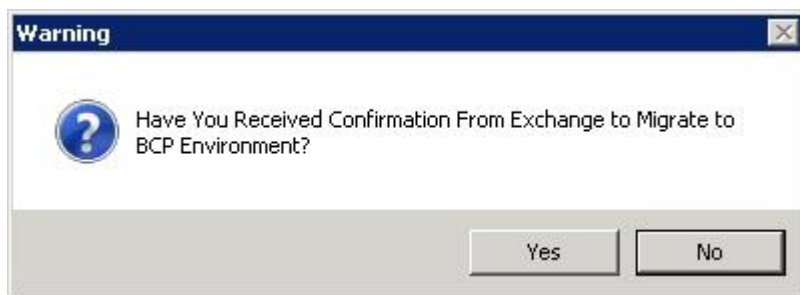 Warning
Have You Received Confirmation From Exchange to Migrate to
BCP Environment?
Yes No